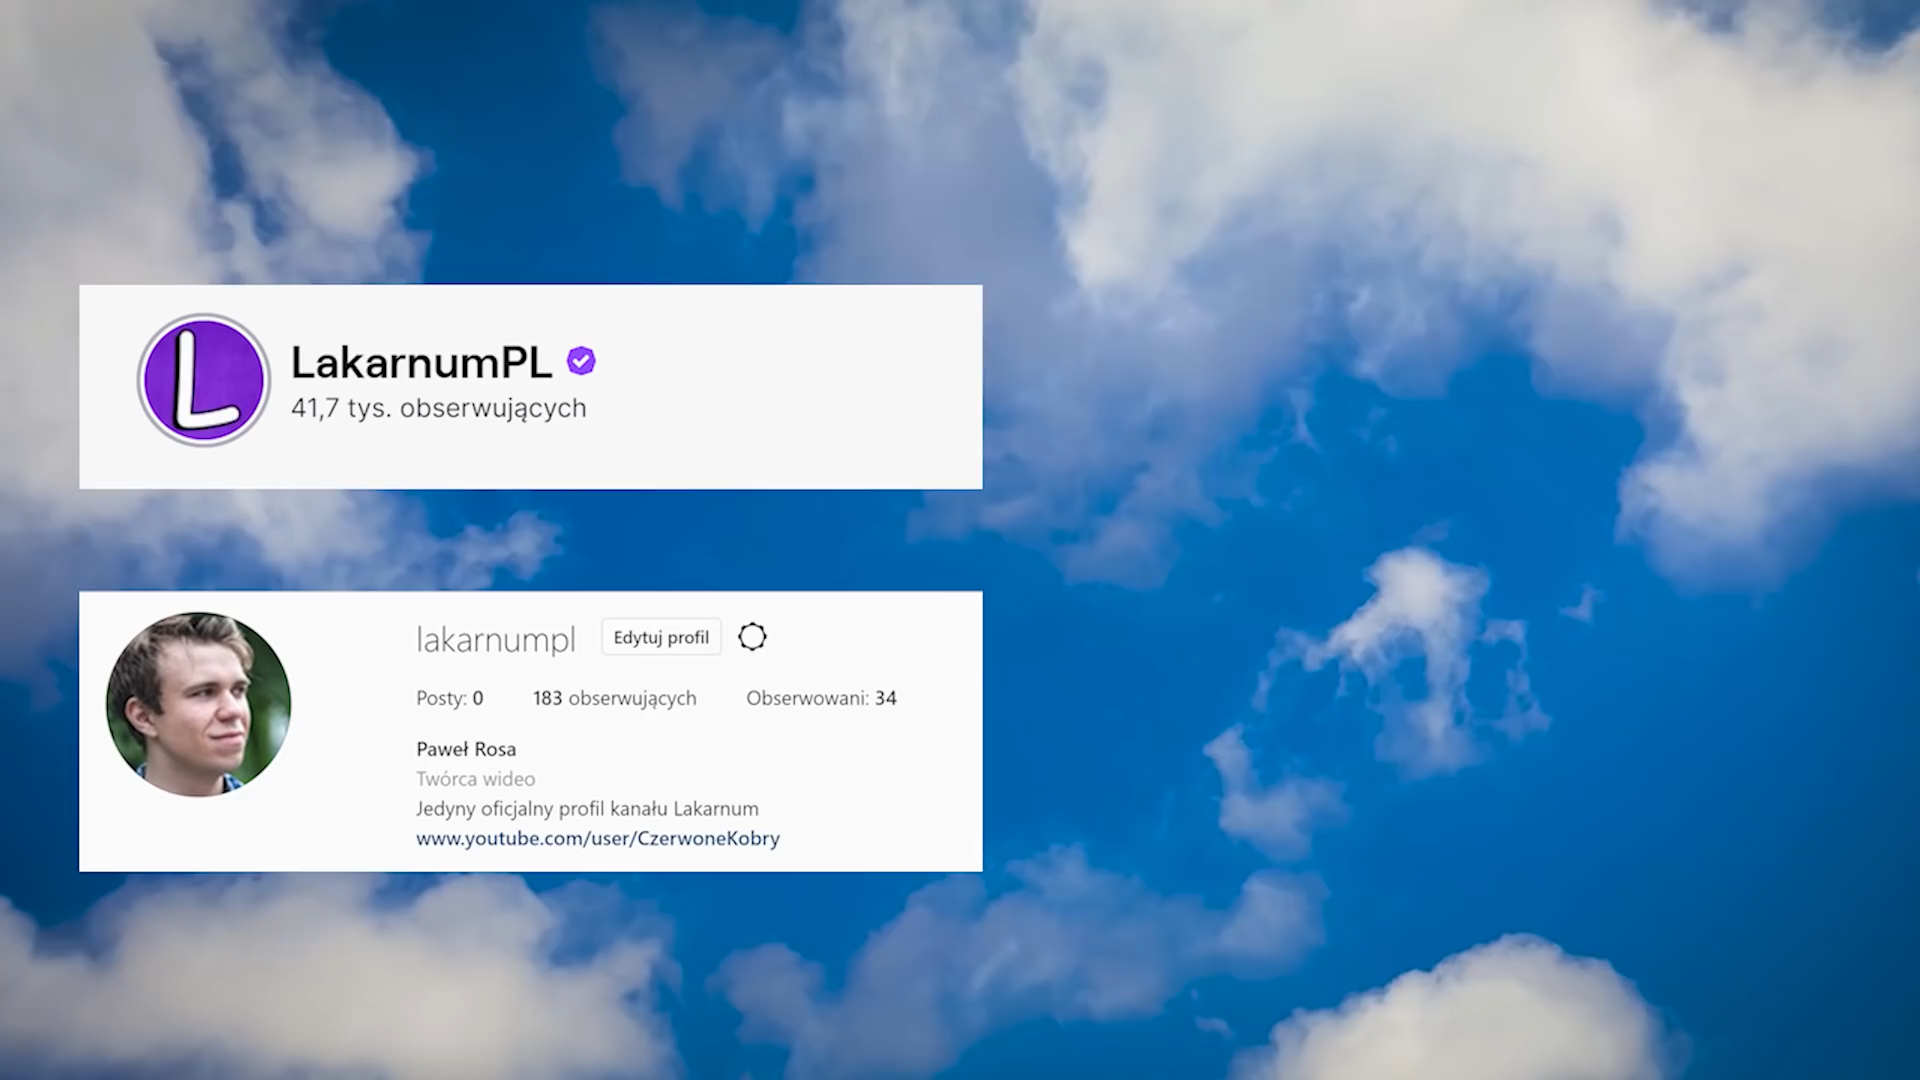 L
LakarnumPL
41,7 tys. obserwujących
lakarnumpl Edytuj profil
Posty: 0 183 obserwujących Obserwowani: 34
Paweł Rosa
Twórca wideo
Jedyny oficjalny profil kanału Lakarnum
www.youtube.com/user/CzerwoneKobry